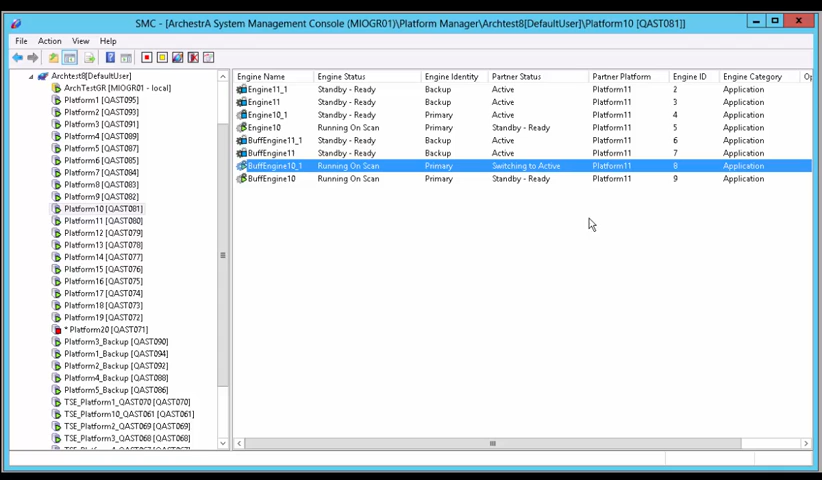 SMC - [ArchestrA System Management Console (MIOGR01)\Platform Manager\Archtest8[DefaultUser]\Platform10 [QAST081]]
File Action View Help
Archtest8[DefaultUser]
ArchTestGR [MIOGR01 - local]
Platform1 [QAST095]
Platform2 [QAST093]
Platform3 [QAST091]
Platform4 [QAST089]
Platform5 [QAST087]
Platform6 [QAST085]
Platform7 [QAST084]
Platform8 [QAST083]
Platform9 [QAST082]
Platform10 [QAST081]
Platform11 [QAST080]
Platform12 [QAST079]
Platform13 [QAST078]
Platform14 [QAST077]
Platform15 [QAST076]
Platform16 [QAST075]
Platform17 [QAST074]
Platform18 [QAST073]
Platform19 [QAST072]
* Platform20 [QAST071]
Platform3_Backup [QAST090]
Platform1_Backup [QAST094]
Platform2_Backup [QAST092]
Platform4_Backup [QAST088]
Platform5_Backup [QAST086]
TSE_Platform1_QAST070 [QAST070]
TSE_Platform10_QAST061 [QAST061]
TSE_Platform2_QAST069 [QAST069]
TSE_Platform3_QAST068 [QAST068]
Engine Name Engine Status Engine Identity Partner Status Partner Platform Engine ID Engine Category Op
Engine11_1 Standby - Ready Backup Active Platform11 2 Application
Engine11 Standby - Ready Backup Active Platform11 3 Application
Engine10_1 Standby - Ready Primary Active Platform11 4 Application
Engine10 Running On Scan Primary Standby - Ready Platform11 5 Application
BuffEngine11_1 Standby - Ready Backup Active Platform11 6 Application
BuffEngine11 Standby - Ready Backup Active Platform11 7 Application
BuffEngine10_1 Running On Scan Primary Switching to Active Platform11 8 Application
BuffEngine10 Running On Scan Primary Standby - Ready Platform11 9 Application